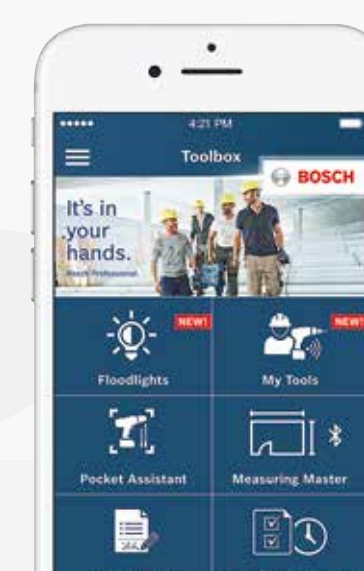 4:21 PM
Toolbox
BOSCH
It's in
your
hands.
Bosch Professional.
NEW!
NEW!
Floodlights
My Tools
Pocket Assistant
Measuring Master